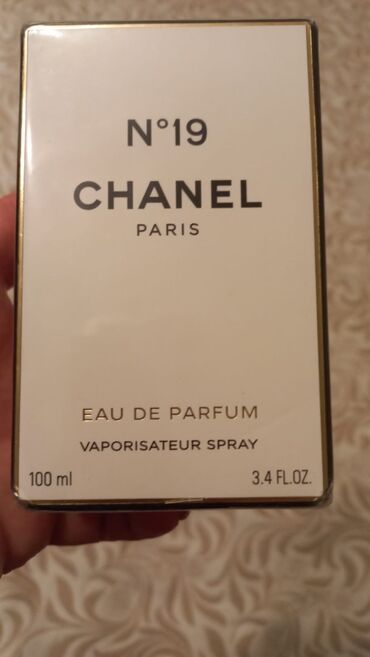 N°19
CHANEL
PARIS
EAU DE PARFUM
VAPORISATEUR SPRAY
100 ml 3.4 FL.OZ.